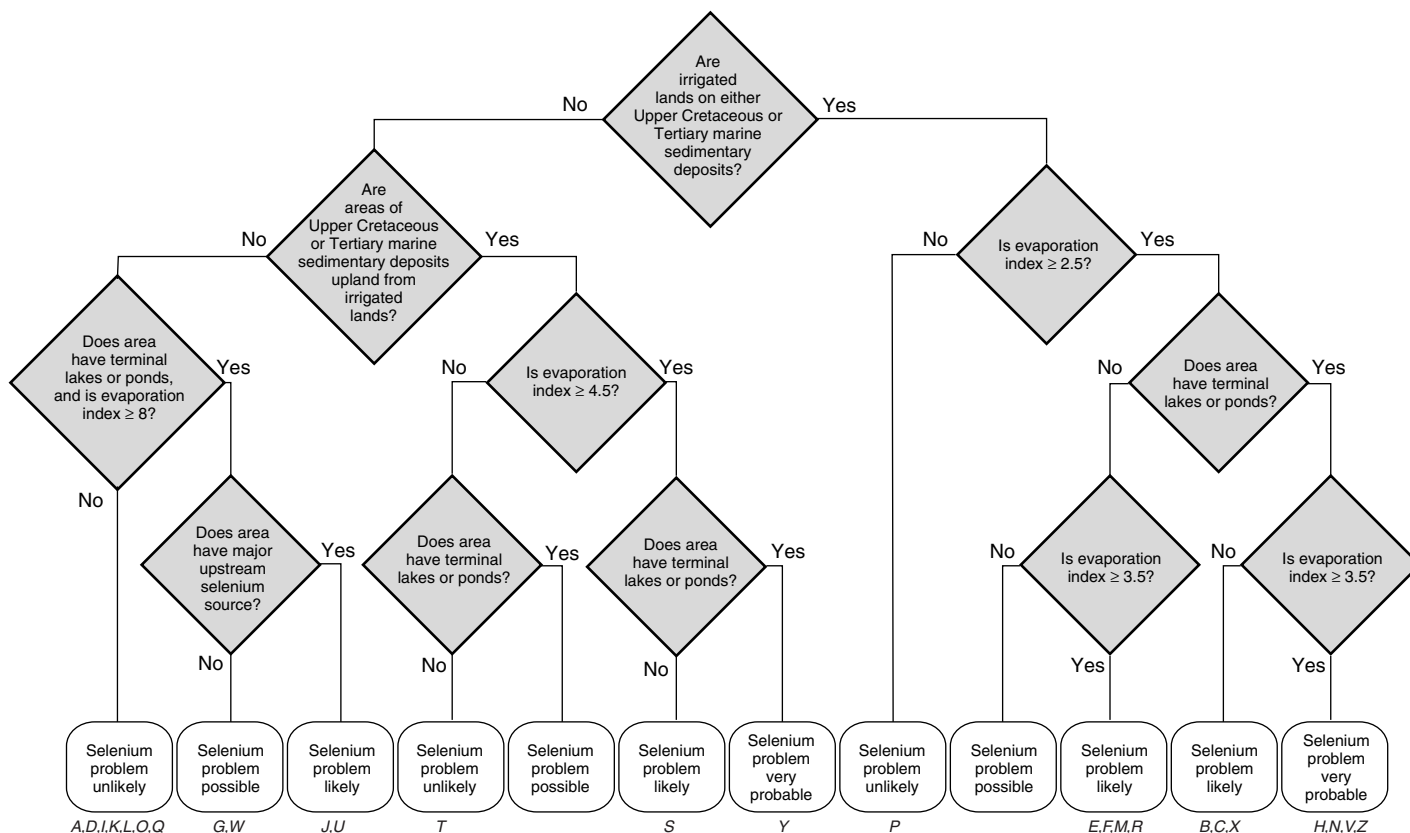 Are
irrigated
lands on either
Upper Cretaceous or
Tertiary marine
sedimentary
deposits?
No
Yes
Are
areas of
Upper Cretaceous
or Tertiary marine
sedimentary deposits
upland from
irrigated
lands?
No
Yes
Is evaporation
index ≥ 2.5?
No
Yes
Does area
have terminal
lakes or ponds,
and is evaporation
index ≥ 8?
Yes
No
Is evaporation
index ≥ 4.5?
No
Yes
Does area
have terminal
lakes or ponds?
No
Yes
Does area
have major
upstream
selenium
source?
Yes
No
Does area
have terminal
lakes or ponds?
Yes
No
Does area
have terminal
lakes or ponds?
Yes
No
Is evaporation
index ≥ 3.5?
No
Yes
Is evaporation
index ≥ 3.5?
No
Yes
Selenium
problem
unlikely
Selenium
problem
possible
Selenium
problem
likely
Selenium
problem
unlikely
Selenium
problem
possible
Selenium
problem
likely
Selenium
problem
very
probable
Selenium
problem
unlikely
Selenium
problem
possible
Selenium
problem
likely
Selenium
problem
likely
Selenium
problem
very
probable
A,D,I,K,L,O,Q
G,W
J,U
T
S
Y
P
E,F,M,R
B,C,X
H,N,V,Z